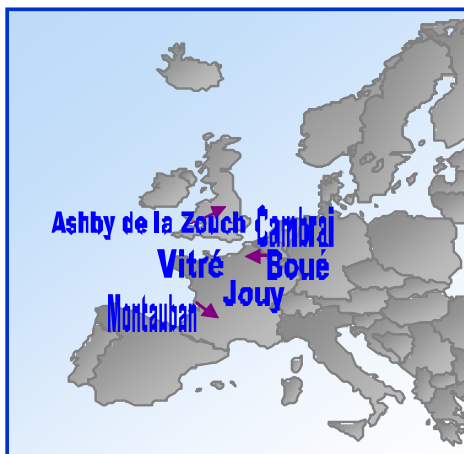 Ashby de la Zouch
Cambrai
Vitré
Boué
Jouy
Montauban